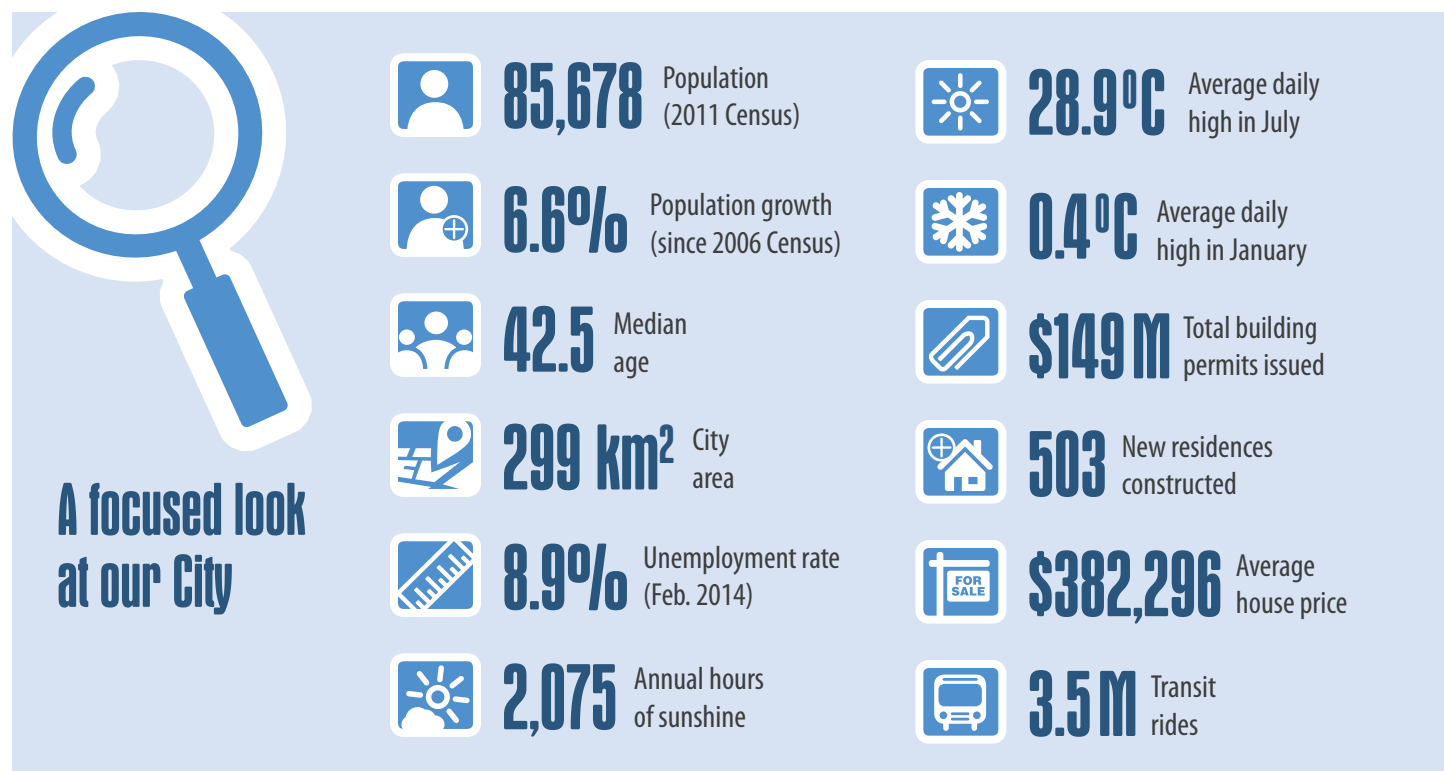 A focused look
at our City
85,678 Population
(2011 Census)
6.6% Population growth
(since 2006 Census)
42.5 Median
age
299 km² City
area
8.9% Unemployment rate
(Feb. 2014)
2,075 Annual hours
of sunshine
28.9⁰C Average daily
high in July
0.4⁰C Average daily
high in January
$149 M Total building
permits issued
503 New residences
constructed
FOR
SALE
$382,296 Average
house price
3.5 M Transit
rides